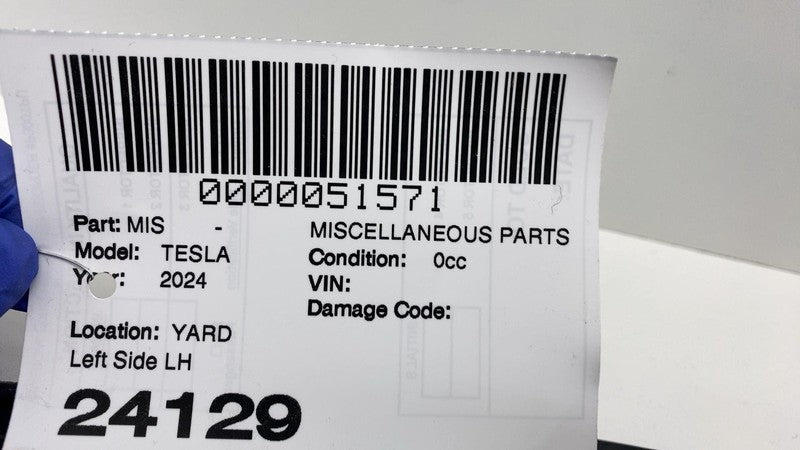 0000051571
Part: MIS - MISCELLANEOUS PARTS
Model: TESLA Condition: 0cc
Year: 2024 VIN:
Damage Code:
Location: YARD
Left Side LH
24129